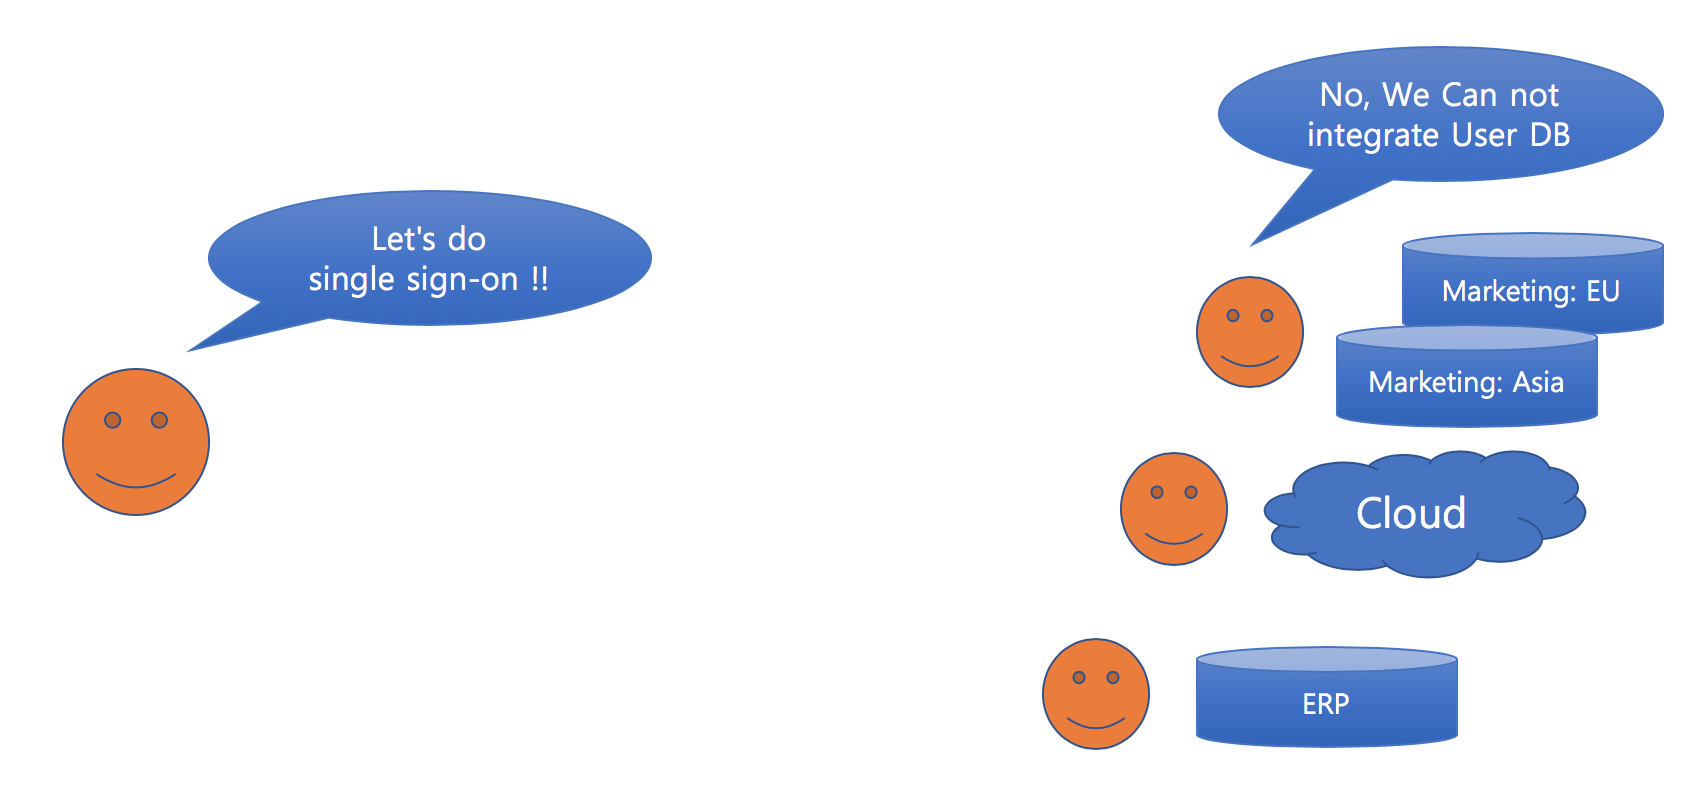 Let's do
single sign-on !!
No, We Can not
integrate User DB
Marketing: EU
Marketing: Asia
Cloud
ERP